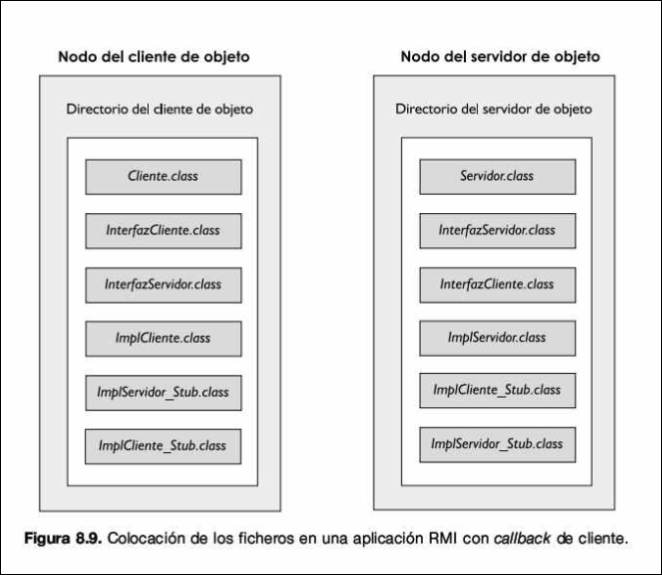 Nodo del cliente de objeto
Directorio del cliente de objeto
Cliente.class
InterfazCliente.class
InterfazServidor.class
ImplCliente.class
ImplServidor_Stub.class
ImplCliente_Stub.class
Nodo del servidor de objeto
Directorio del servidor de objeto
Servidor.class
InterfazServidor.class
InterfazCliente.class
ImplServidor.class
ImplCliente_Stub.class
ImplServidor_Stub.class
Figura 8.9. Colocación de los ficheros en una aplicación RMI con callback de cliente.